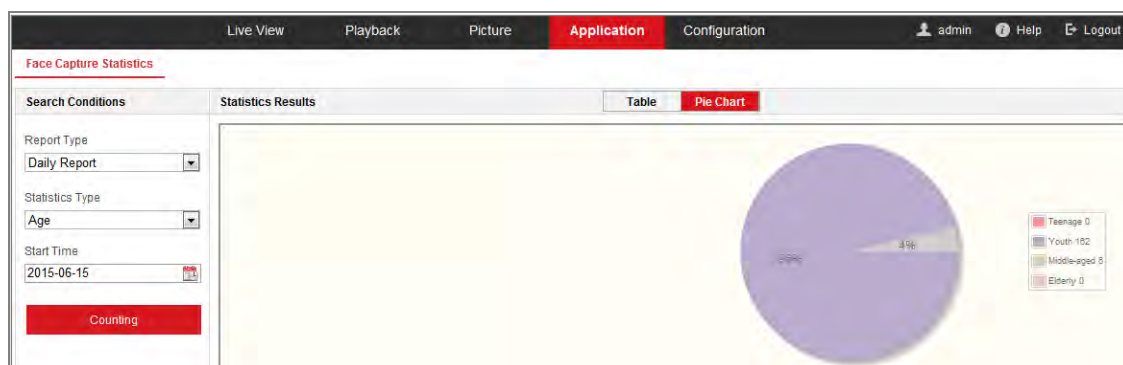 Live View Playback Picture Application Configuration admin Help Logout
Face Capture Statistics
Search Conditions
Statistics Results
Table Pie Chart
Report Type
Daily Report
Statistics Type
Age
Start Time
2015-06-15
Counting
4%
Teenage 0
Youth 162
Middle-aged
Elderly 0